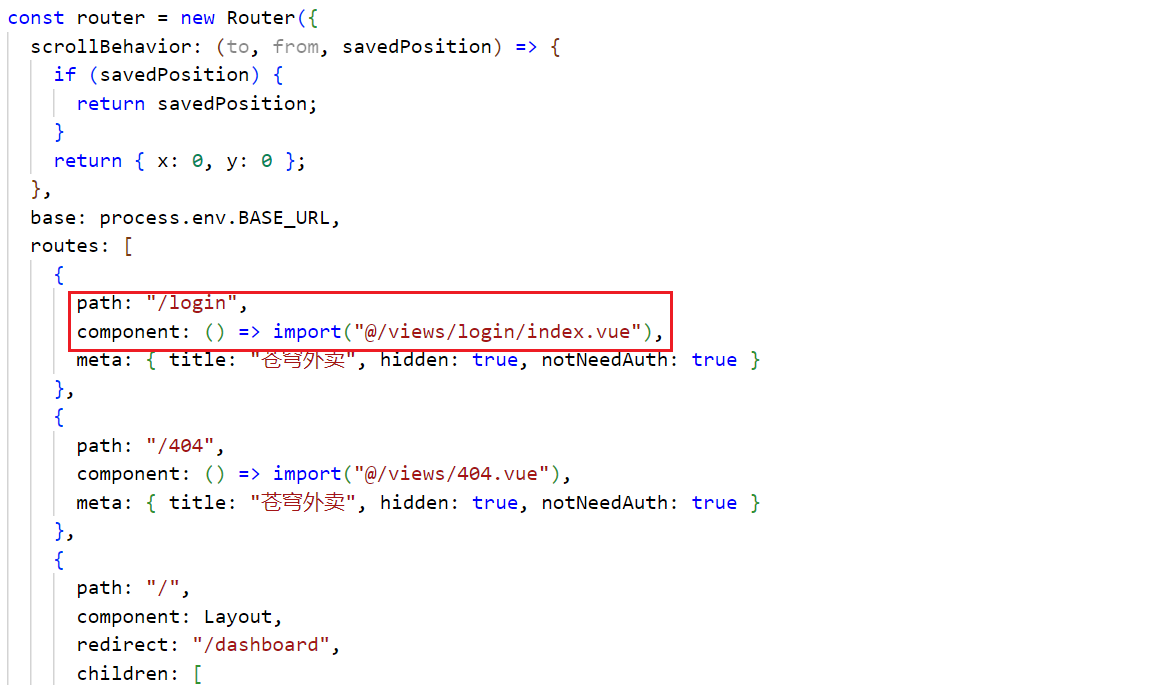 const router = new Router({
  scrollBehavior: (to, from, savedPosition) => {
    if (savedPosition) {
      return savedPosition;
    }
    return { x: 0, y: 0 };
  },
  base: process.env.BASE_URL,
  routes: [
    {
      path: "/login",
      component: () => import("@/views/login/index.vue"),
      meta: { title: "苍穹外卖", hidden: true, notNeedAuth: true }
    },
    {
      path: "/404",
      component: () => import("@/views/404.vue"),
      meta: { title: "苍穹外卖", hidden: true, notNeedAuth: true }
    },
    {
      path: "/",
      component: Layout,
      redirect: "/dashboard",
      children: [